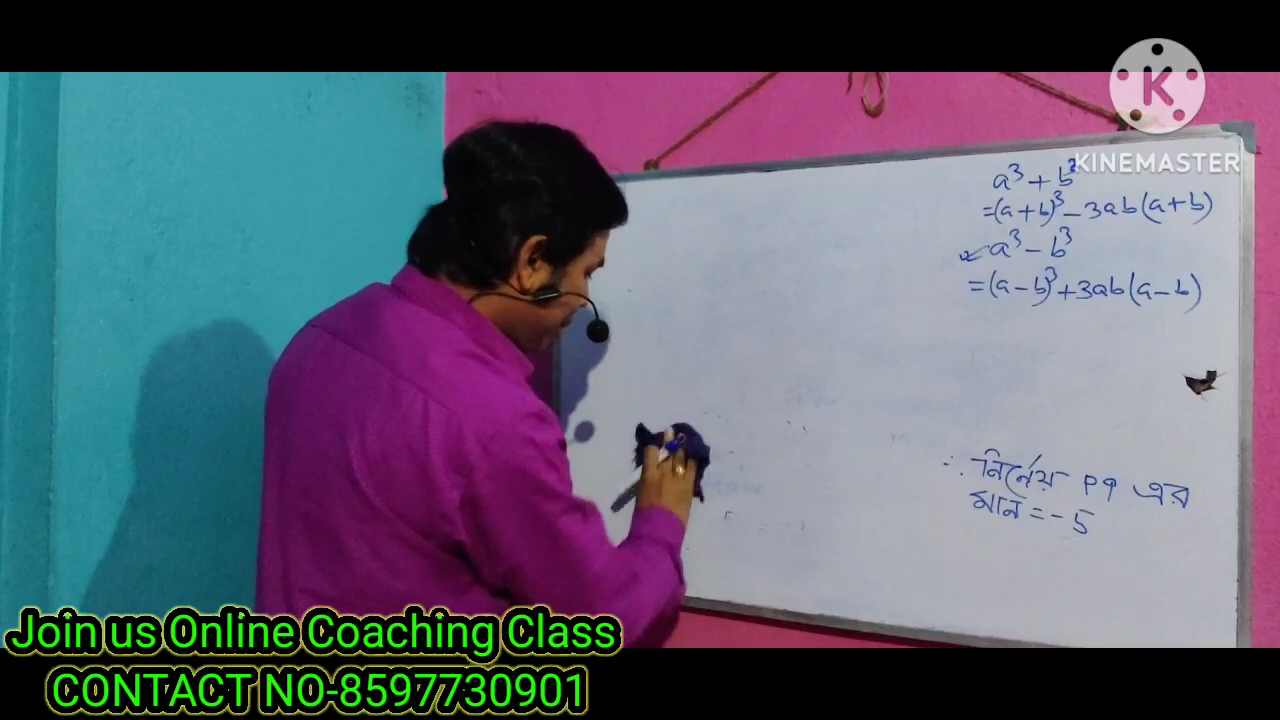 KINEMASTER
a³ + b³
=(a+b)³ - 3ab(a+b)
a³ - b³
=(a-b)³+3ab(a-b)
∴ নির্নেয় pq এর
মান = -5
Join us Online Coaching Class
CONTACT NO-8597730901